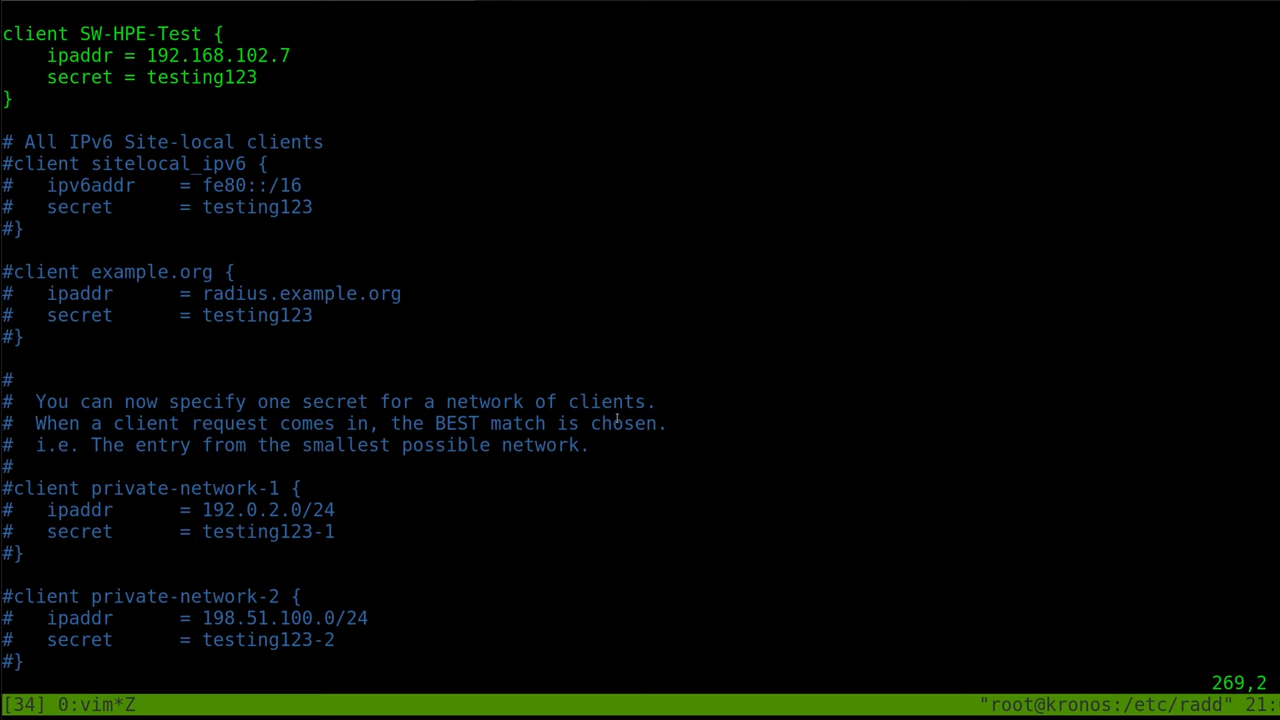 client SW-HPE-Test {
    ipaddr = 192.168.102.7
    secret = testing123
}

# All IPv6 Site-local clients
#client sitelocal_ipv6 {
#   ipv6addr    = fe80::/16
#   secret      = testing123
#}

#client example.org {
#   ipaddr      = radius.example.org
#   secret      = testing123
#}

#
#  You can now specify one secret for a network of clients.
#  When a client request comes in, the BEST match is chosen.
#  i.e. The entry from the smallest possible network.
#
#client private-network-1 {
#   ipaddr      = 192.0.2.0/24
#   secret      = testing123-1
#}

#client private-network-2 {
#   ipaddr      = 198.51.100.0/24
#   secret      = testing123-2
#}
269,2
[34] 0:vim*Z "root@kronos:/etc/radd" 21: